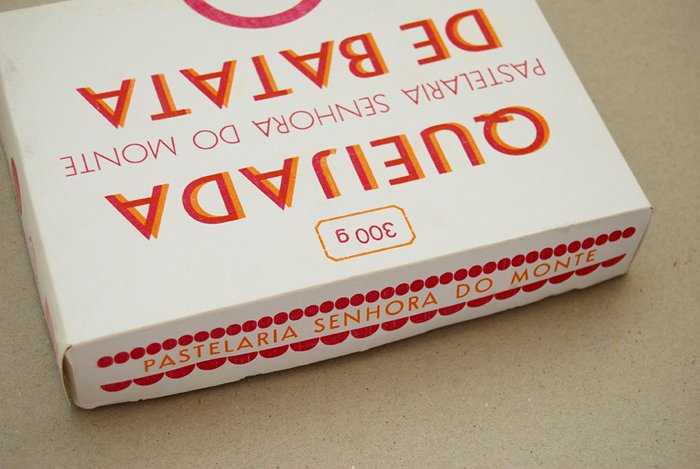 300 g
QUEIJADA
PASTELARIA SENHORA DO MONTE
DE BATATA
PASTELARIA SENHORA DO MONTE